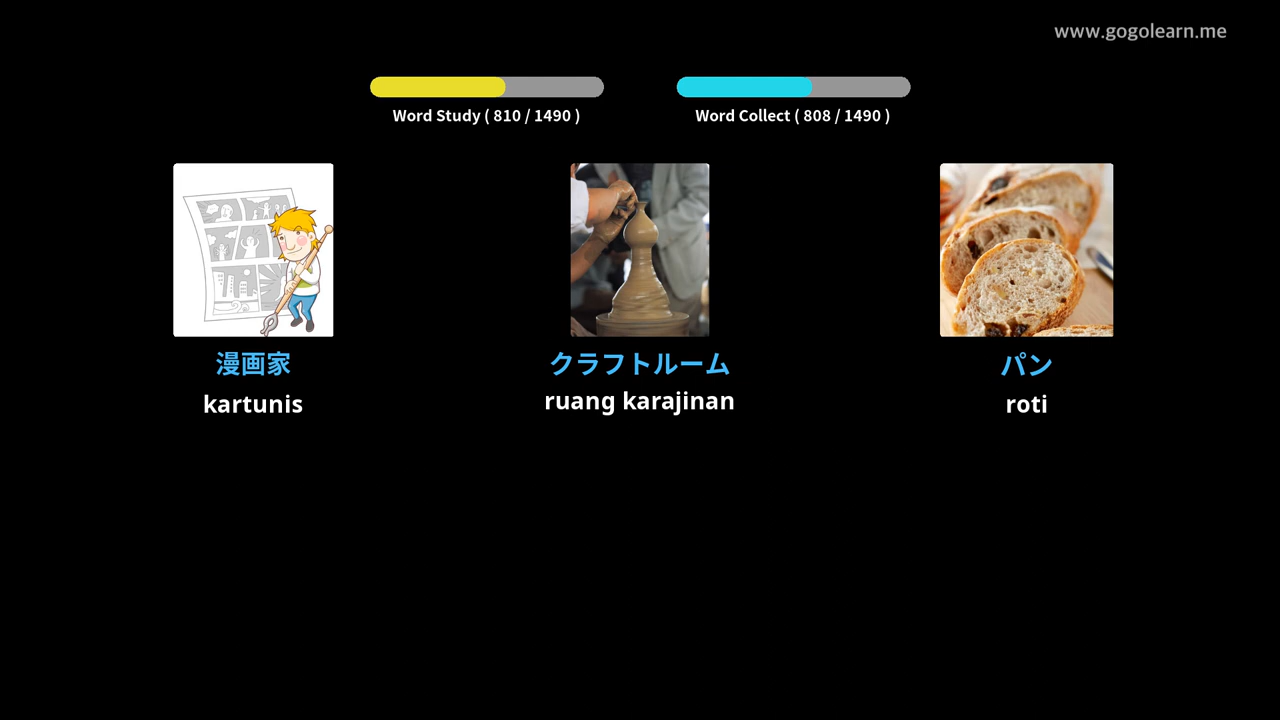 www.gogolearn.me
Word Study ( 810 / 1490 )
Word Collect ( 808 / 1490 )
漫画家
クラフトルーム
パン
kartunis
ruang karajinan
roti